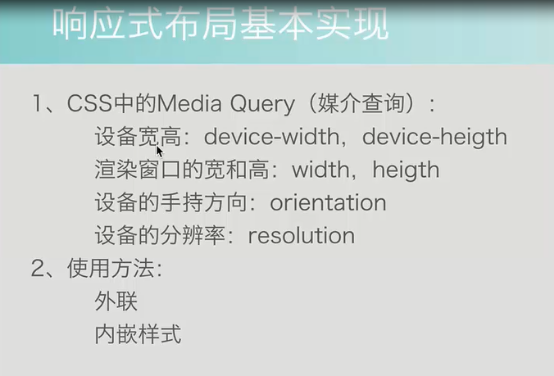 响应式布局基本实现
1、CSS中的Media Query（媒介查询）:
设备宽高：device-width，device-heigth
渲染窗口的宽和高：width，heigth
设备的手持方向：orientation
设备的分辨率：resolution
2、使用方法:
外联
内嵌样式